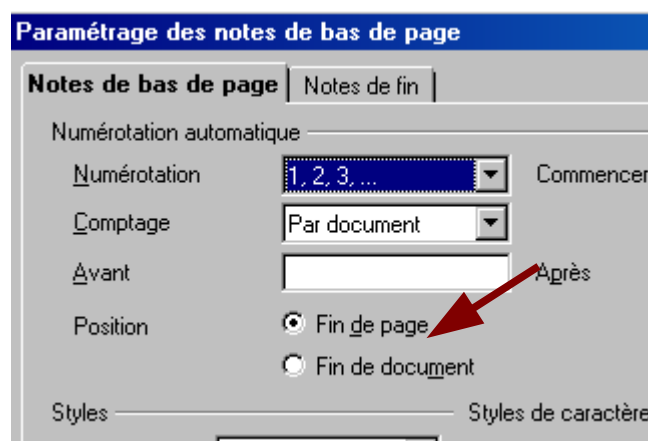 Paramétrage des notes de bas de page
Notes de bas de page Notes de fin
Numérotation automatique
Numérotation 1, 2, 3, ... Commencer
Comptage Par document
Avant Après
Position Fin de page
Fin de document
Styles Styles de caractère